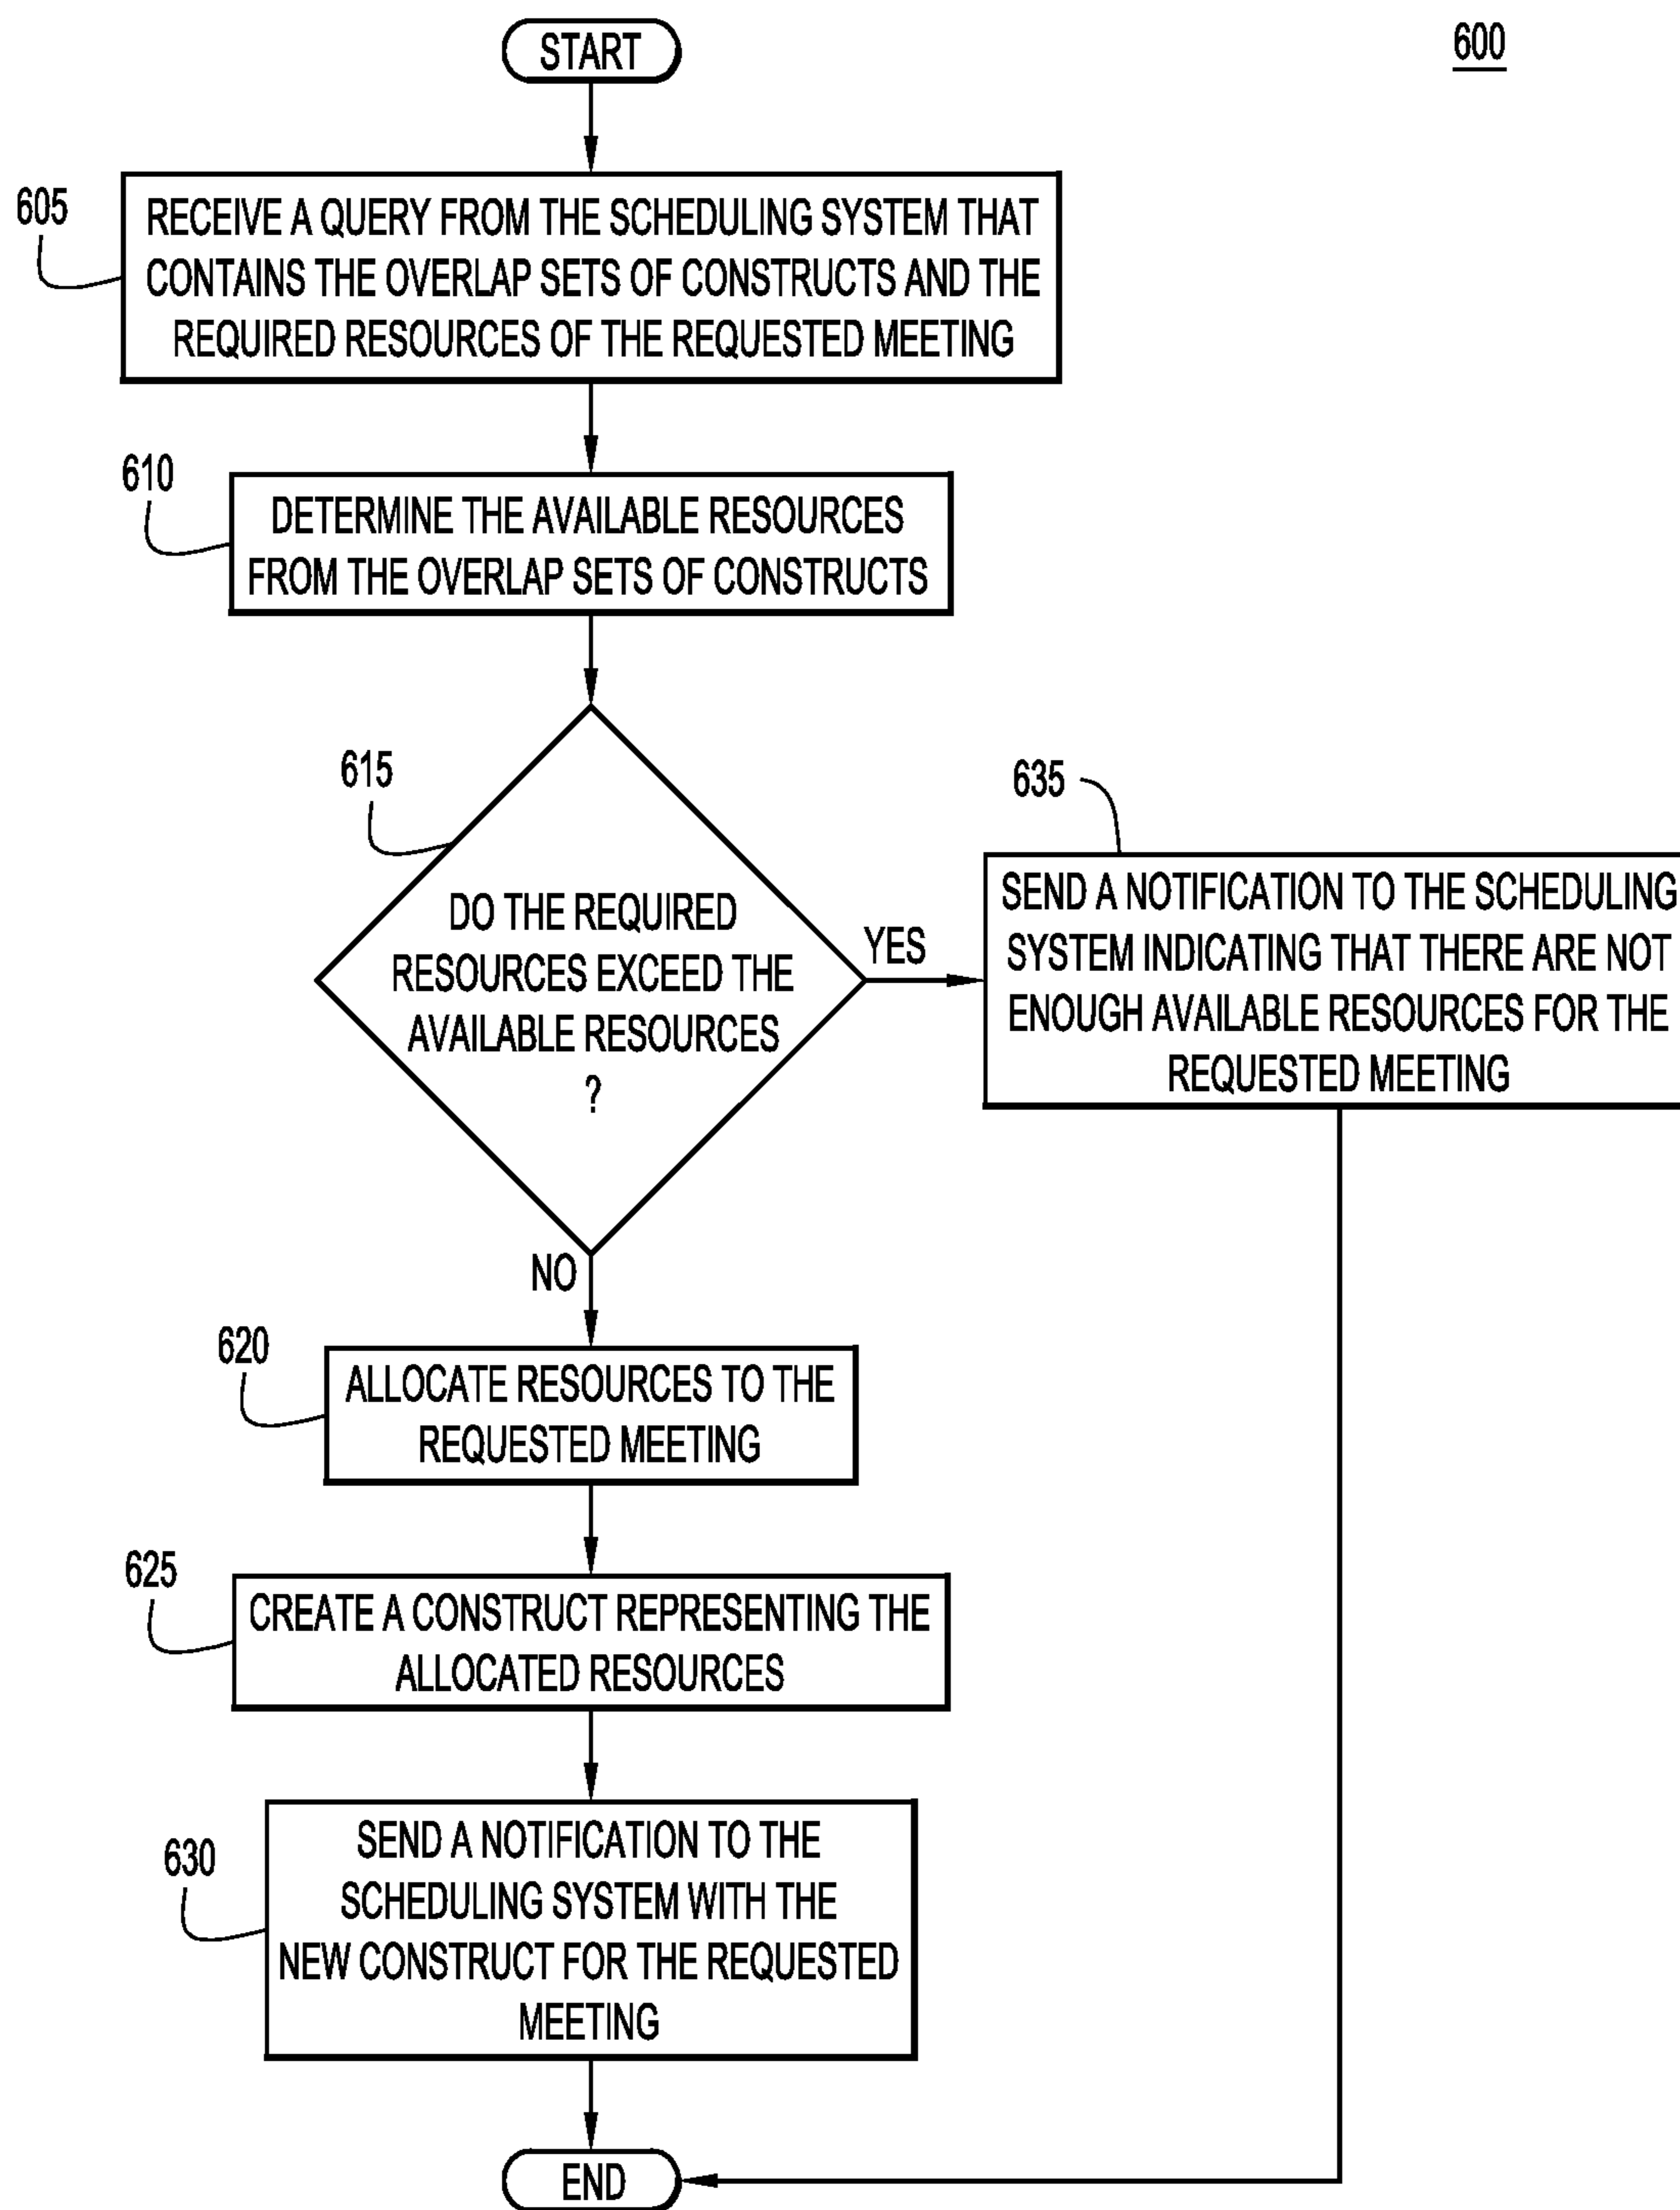 600
START
605
RECEIVE A QUERY FROM THE SCHEDULING SYSTEM THAT
CONTAINS THE OVERLAP SETS OF CONSTRUCTS AND THE
REQUIRED RESOURCES OF THE REQUESTED MEETING
610
DETERMINE THE AVAILABLE RESOURCES
FROM THE OVERLAP SETS OF CONSTRUCTS
615
DO THE REQUIRED
RESOURCES EXCEED THE
AVAILABLE RESOURCES
?
YES
635
SEND A NOTIFICATION TO THE SCHEDULING
SYSTEM INDICATING THAT THERE ARE NOT
ENOUGH AVAILABLE RESOURCES FOR THE
REQUESTED MEETING
NO
620
ALLOCATE RESOURCES TO THE
REQUESTED MEETING
625
CREATE A CONSTRUCT REPRESENTING THE
ALLOCATED RESOURCES
630
SEND A NOTIFICATION TO THE
SCHEDULING SYSTEM WITH THE
NEW CONSTRUCT FOR THE REQUESTED
MEETING
END